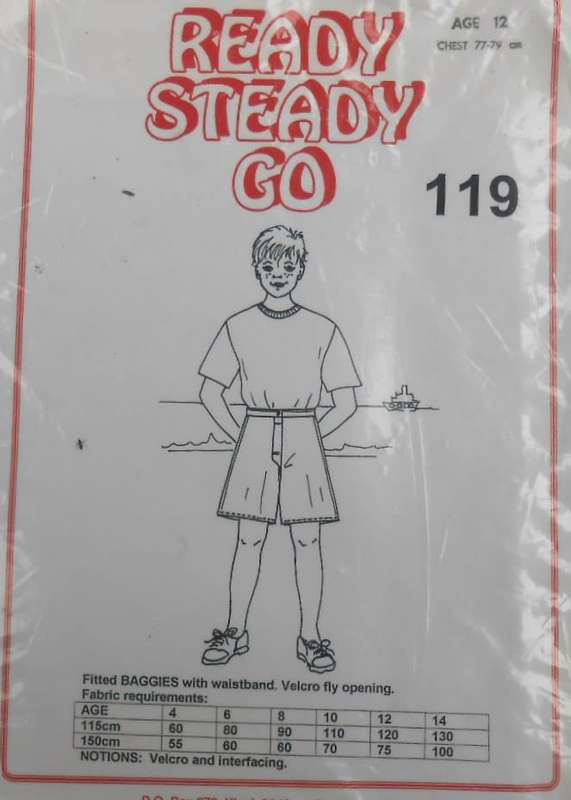 READY
STEADY
GO
AGE 12
CHEST 77-79 cm
119
Fitted BAGGIES with waistband. Velcro fly opening.
Fabric requirements:
AGE 4 6 8 10 12 14
115cm 60 80 90 110 120 130
150cm 55 60 60 70 75 100
NOTIONS: Velcro and interfacing.